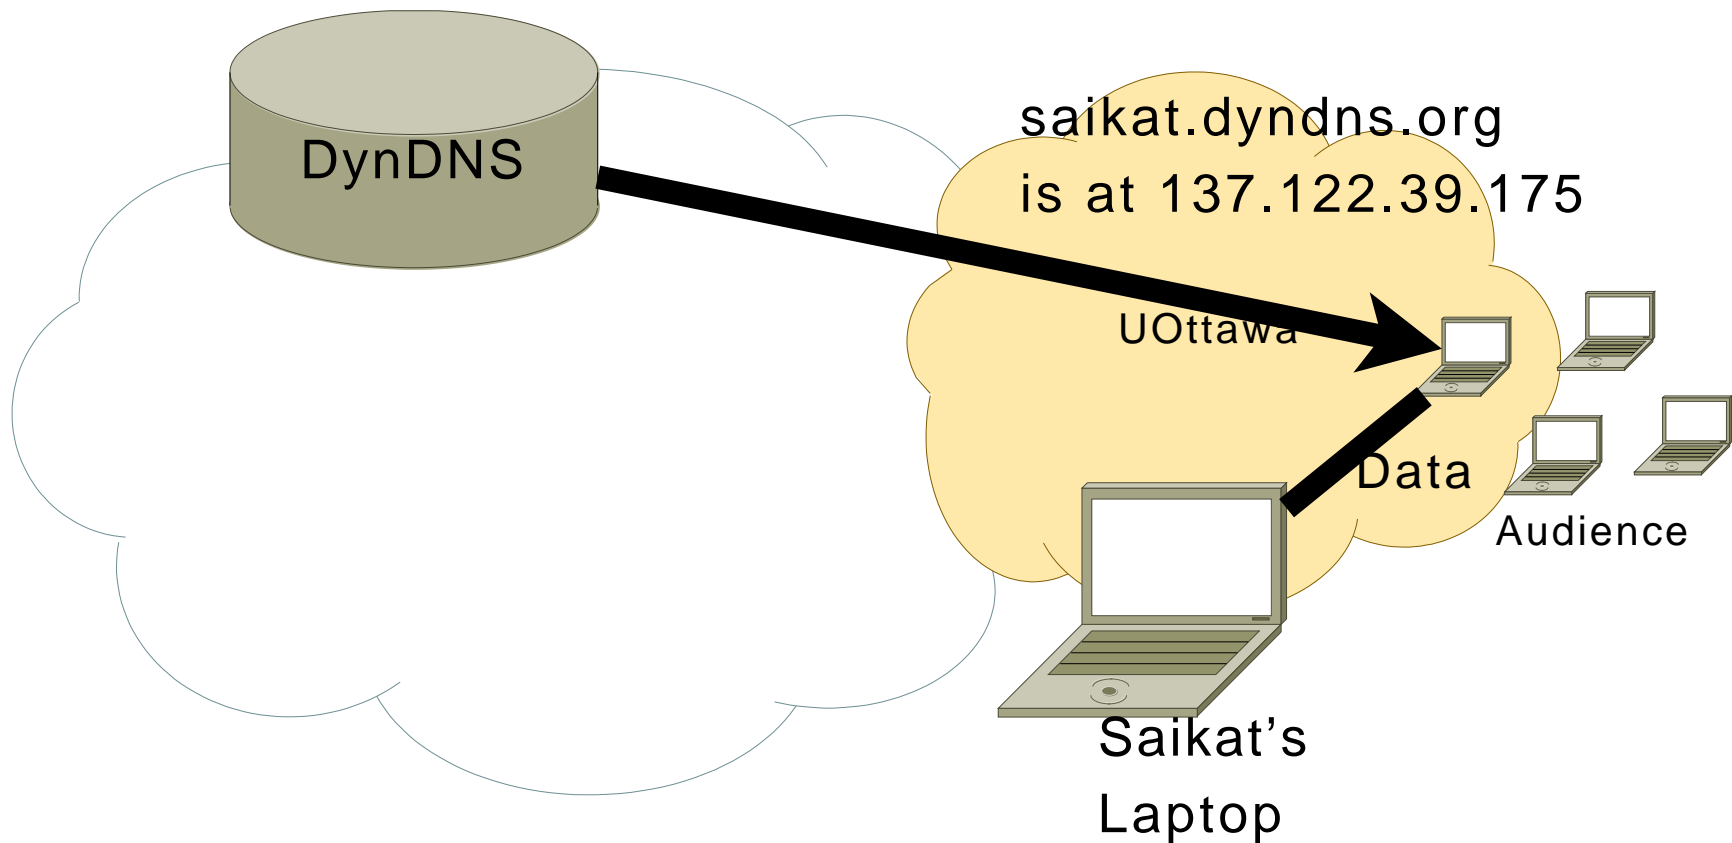 DynDNS
saikat.dyndns.org
is at 137.122.39.175
UOttawa
Data
Audience
Saikat’s
Laptop